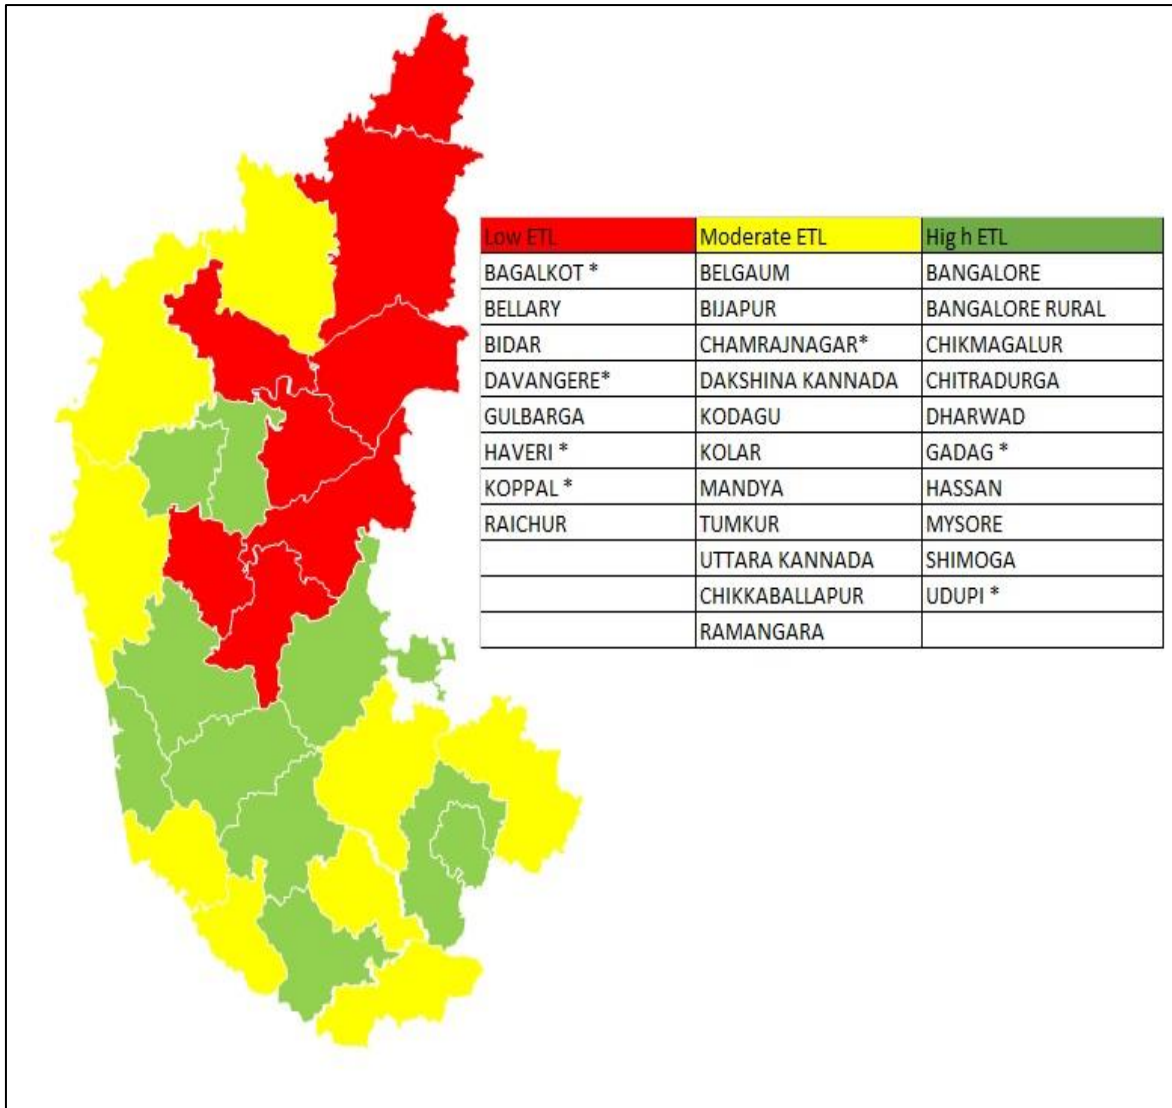 Low ETL Moderate ETL Hig h ETL
BAGALKOT * BELGAUM BANGALORE
BELLARY BIJAPUR BANGALORE RURAL
BIDAR CHAMRAJNAGAR* CHIKMAGALUR
DAVANGERE* DAKSHINA KANNADA CHITRADURGA
GULBARGA KODAGU DHARWAD
HAVERI * KOLAR GADAG *
KOPPAL * MANDYA HASSAN
RAICHUR TUMKUR MYSORE
UTTARA KANNADA SHIMOGA
CHIKKABALLAPUR UDUPI *
RAMANGARA